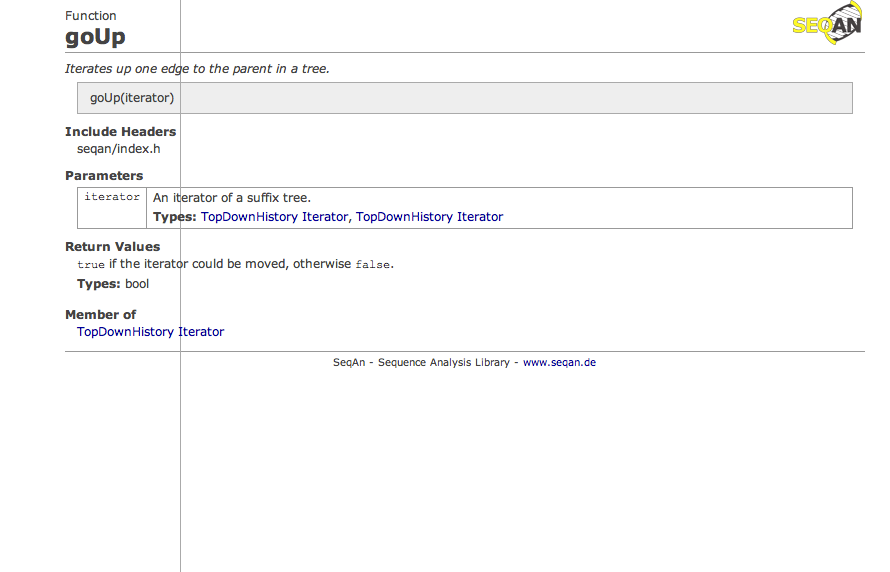 Function
goUp
SEQAN
Iterates up one edge to the parent in a tree.
goUp(iterator)
Include Headers
seqan/index.h
Parameters
iterator An iterator of a suffix tree.
Types: TopDownHistory Iterator, TopDownHistory Iterator
Return Values
true if the iterator could be moved, otherwise false.
Types: bool
Member of
TopDownHistory Iterator
SeqAn - Sequence Analysis Library - www.seqan.de